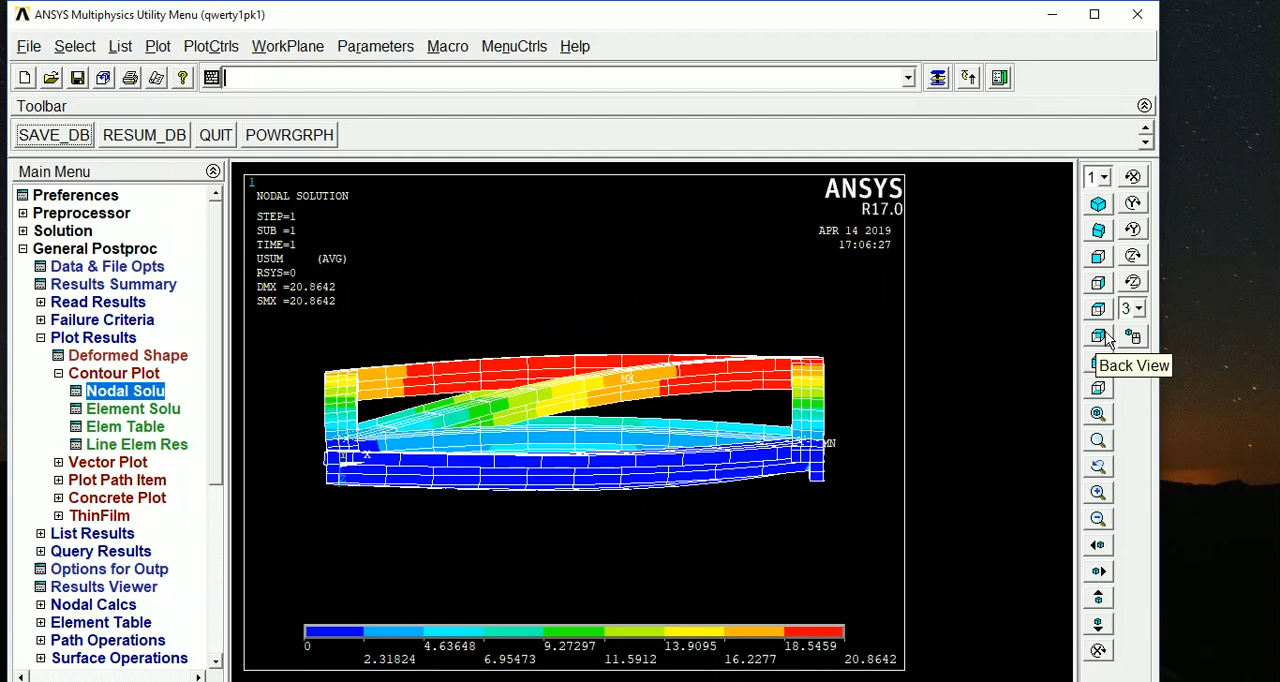 ANSYS Multiphysics Utility Menu (qwerty1pk1)
File Select List Plot PlotCtrls WorkPlane Parameters Macro MenuCtrls Help
Toolbar
SAVE_DB RESUM_DB QUIT POWRGRPH
Main Menu
Preferences
Preprocessor
Solution
General Postproc
Data & File Opts
Results Summary
Read Results
Failure Criteria
Plot Results
Deformed Shape
Contour Plot
Nodal Solu
Element Solu
Elem Table
Line Elem Res
Vector Plot
Plot Path Item
Concrete Plot
ThinFilm
List Results
Query Results
Options for Outp
Results Viewer
Nodal Calcs
Element Table
Path Operations
Surface Operations
1
NODAL SOLUTION
STEP=1
SUB =1
TIME=1
USUM (AVG)
RSYS=0
DMX =20.8642
SMX =20.8642
ANSYS
R17.0
APR 14 2019
17:06:27
MX
MN
X
0 4.63648 9.27297 13.9095 18.5459
2.31824 6.95473 11.5912 16.2277 20.8642
1
3
Back View